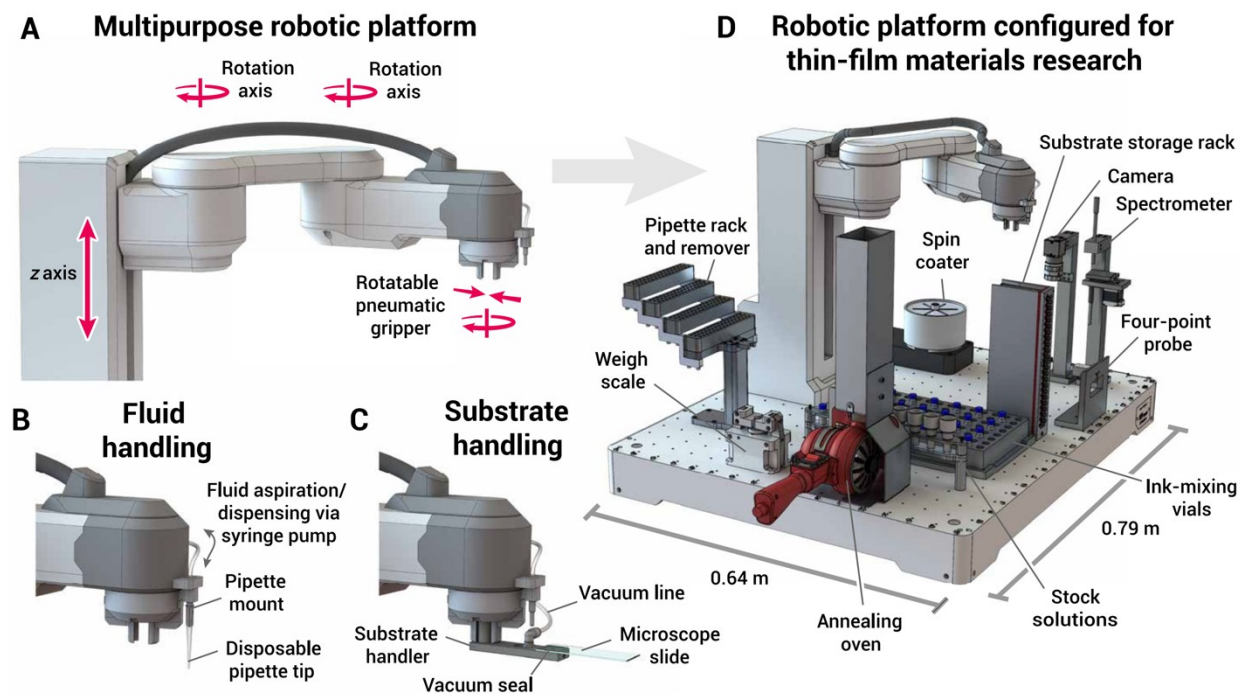 A
Multipurpose robotic platform
Rotation
axis
Rotation
axis
z axis
Rotatable
pneumatic
gripper
B
Fluid
handling
Fluid aspiration/
dispensing via
syringe pump
Pipette
mount
Disposable
pipette tip
C
Substrate
handling
Vacuum line
Substrate
handler
Microscope
slide
Vacuum seal
D
Robotic platform configured for
thin-film materials research
Substrate storage rack
Camera
Spectrometer
Pipette rack
and remover
Spin
coater
Four-point
probe
Weigh
scale
Ink-mixing
vials
0.79 m
0.64 m
Stock
solutions
Annealing
oven